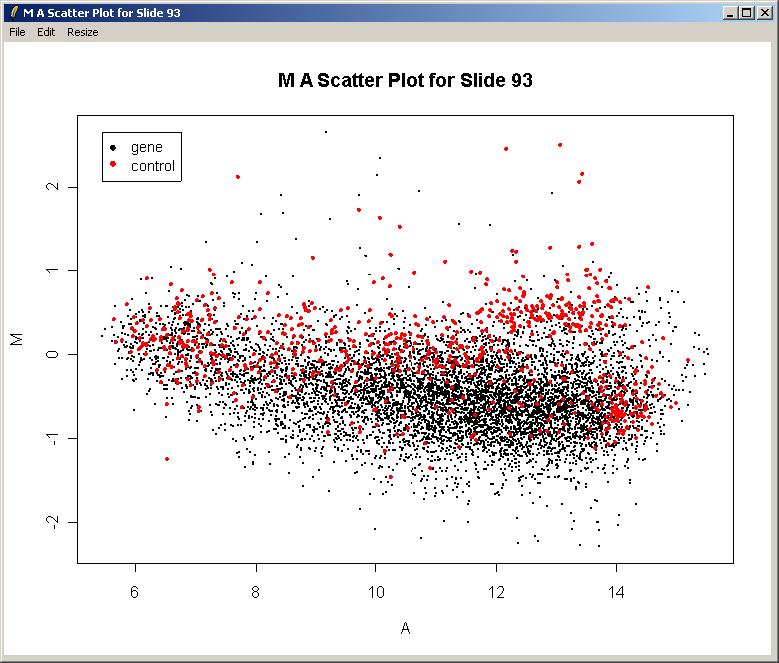 M A Scatter Plot for Slide 93
File Edit Resize
M A Scatter Plot for Slide 93
gene
control
2
1
0
-1
-2
M
6 8 10 12 14
A